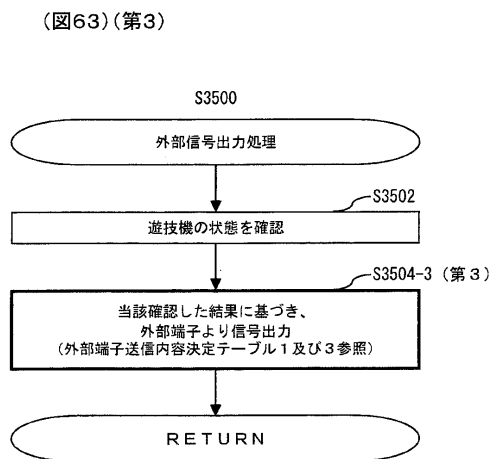 (図63)(第3)
S3500
外部信号出力処理
S3502
遊技機の状態を確認
S3504-3(第3)
当該確認した結果に基づき、
外部端子より信号出力
(外部端子送信内容決定テーブル1及び3参照)
RETURN